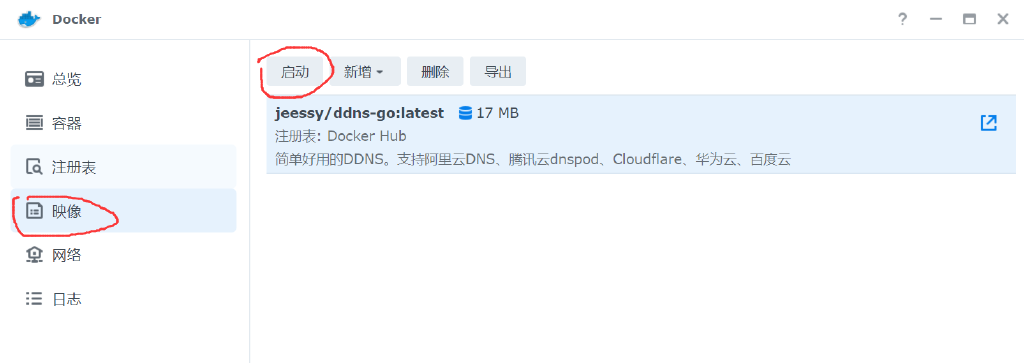 Docker
?
总览
容器
注册表
映像
网络
日志
启动 新增 删除 导出
jeessy/ddns-go:latest 17 MB
注册表: Docker Hub
简单好用的DDNS。支持阿里云DNS、腾讯云dnspod、Cloudflare、华为云、百度云